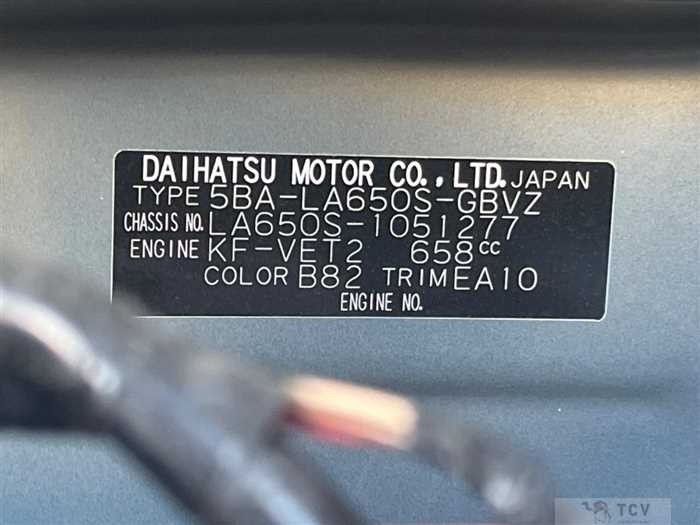 DAIHATSU MOTOR CO., LTD. JAPAN
TYPE 5BA-LA650S-GBVZ
CHASSIS NO. LA650S-1051277
ENGINE KF-VET2 658cc
COLOR B82 TRIM EA10
ENGINE NO.
TCV